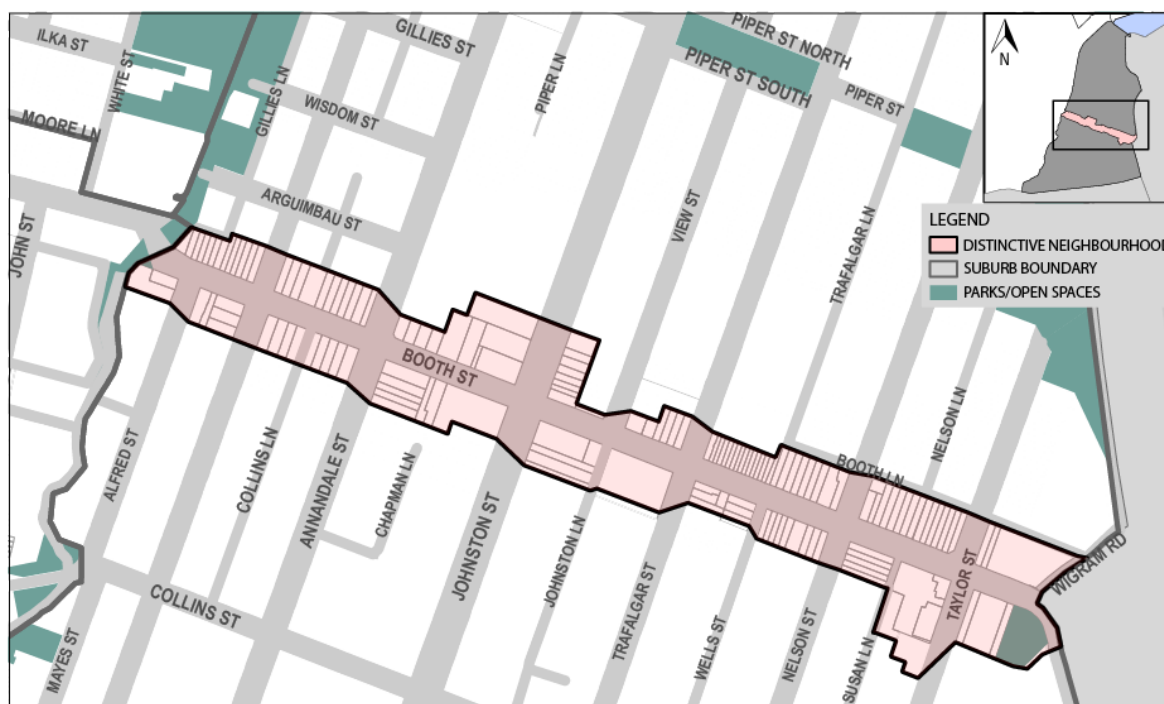 ILKA ST
WHITE ST
GILLIES LN
GILLIES ST
PIPER LN
PIPER ST NORTH
PIPER ST SOUTH
PIPER ST
N
MOORE LN
WISDOM ST
ARGUIMBAU ST
JOHN ST
VIEW ST
TRAFALGAR LN
LEGEND
DISTINCTIVE NEIGHBOURHOOD
SUBURB BOUNDARY
PARKS/OPEN SPACES
BOOTH ST
ALFRED ST
COLLINS LN
ANNANDALE ST
CHAPMAN LN
JOHNSTON ST
JOHNSTON LN
BOOTH LN
NELSON LN
WIGRAM RD
TAYLOR ST
COLLINS ST
MAYES ST
TRAFALGAR ST
WELLS ST
NELSON ST
SUSAN LN